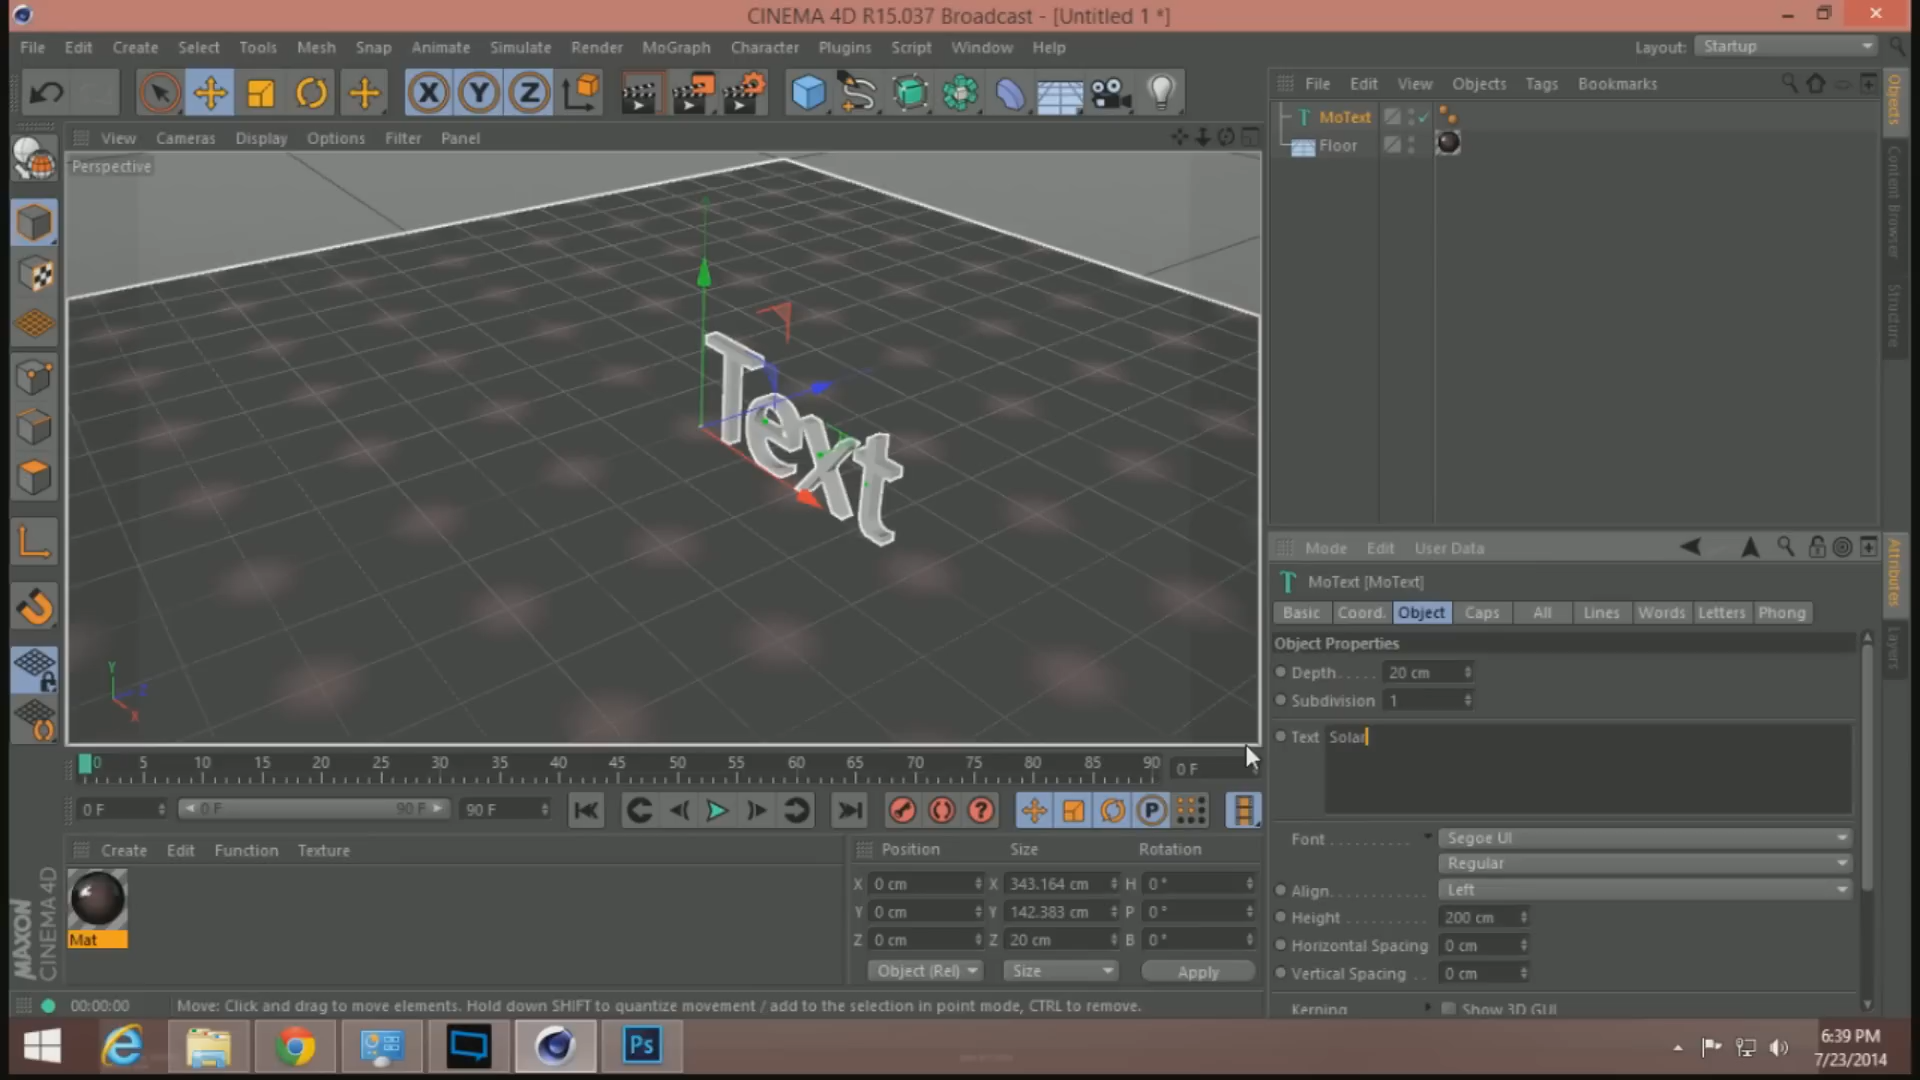 CINEMA 4D R15.037 Broadcast - [Untitled 1 *]
File Edit Create Select Tools Mesh Snap Animate Simulate Render MoGraph Character Plugins Script Window Help
Layout: Startup
File Edit View Objects Tags Bookmarks
MoText
Floor
Objects
Content Browser
Structure
View Cameras Display Options Filter Panel
Perspective
Text
Y
Z
X
Mode Edit User Data
Attributes
Layers
MoText [MoText]
Basic Coord. Object Caps All Lines Words Letters Phong
Object Properties
Depth 20 cm
Subdivision 1
Text Solar
Font Segoe UI
Regular
Align Left
Height 200 cm
Horizontal Spacing 0 cm
Vertical Spacing 0 cm
Kerning Show 3D GUI
0 5 10 15 20 25 30 35 40 45 50 55 60 65 70 75 80 85 90 0 F
0 F 0 F 90 F 90 F
Create Edit Function Texture
Mat
Position Size Rotation
X 0 cm X 343.164 cm H 0°
Y 0 cm Y 142.383 cm P 0°
Z 0 cm Z 20 cm B 0°
Object (Rel) Size Apply
MAXON
CINEMA 4D
00:00:00 Move: Click and drag to move elements. Hold down SHIFT to quantize movement / add to the selection in point mode, CTRL to remove.
Ps
6:39 PM
7/23/2014